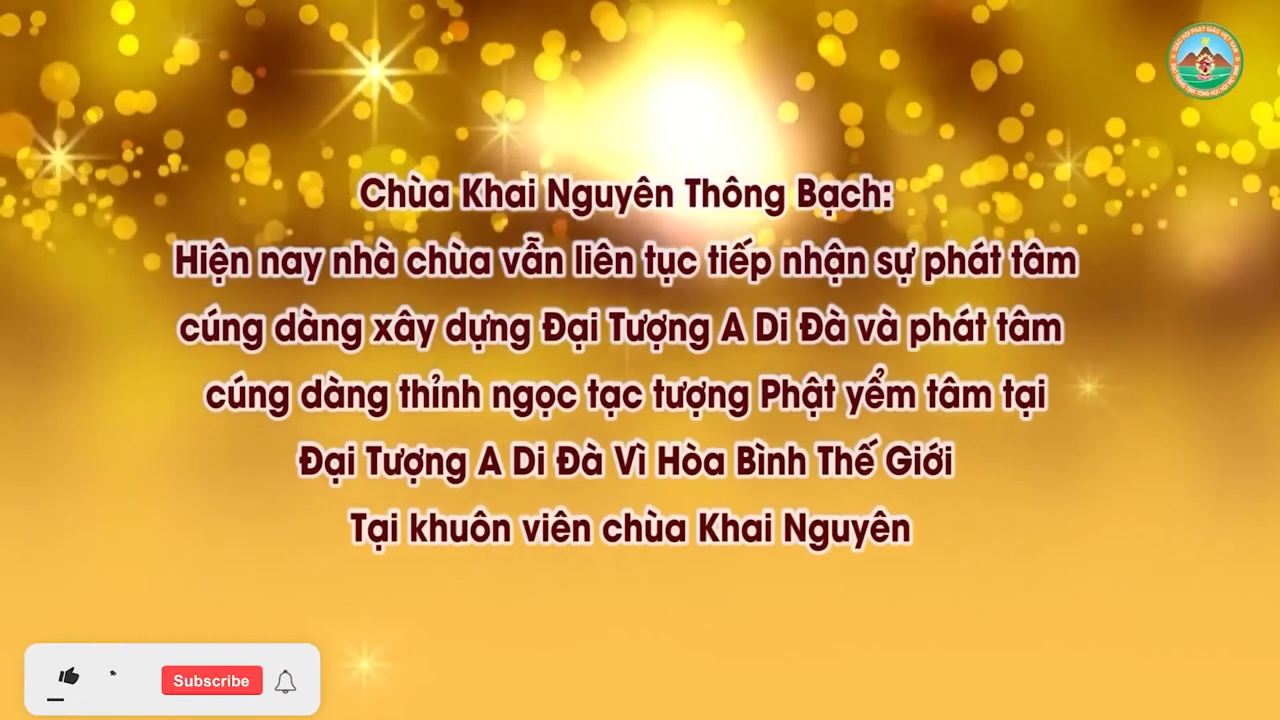 Chùa Khai Nguyên Thông Bạch:
Hiện nay nhà chùa vẫn liên tục tiếp nhận sự phát tâm
cúng dàng xây dựng Đại Tượng A Di Đà và phát tâm
cúng dàng thỉnh ngọc tạc tượng Phật yểm tâm tại
Đại Tượng A Di Đà Vì Hòa Bình Thế Giới
Tại khuôn viên chùa Khai Nguyên
Subscribe